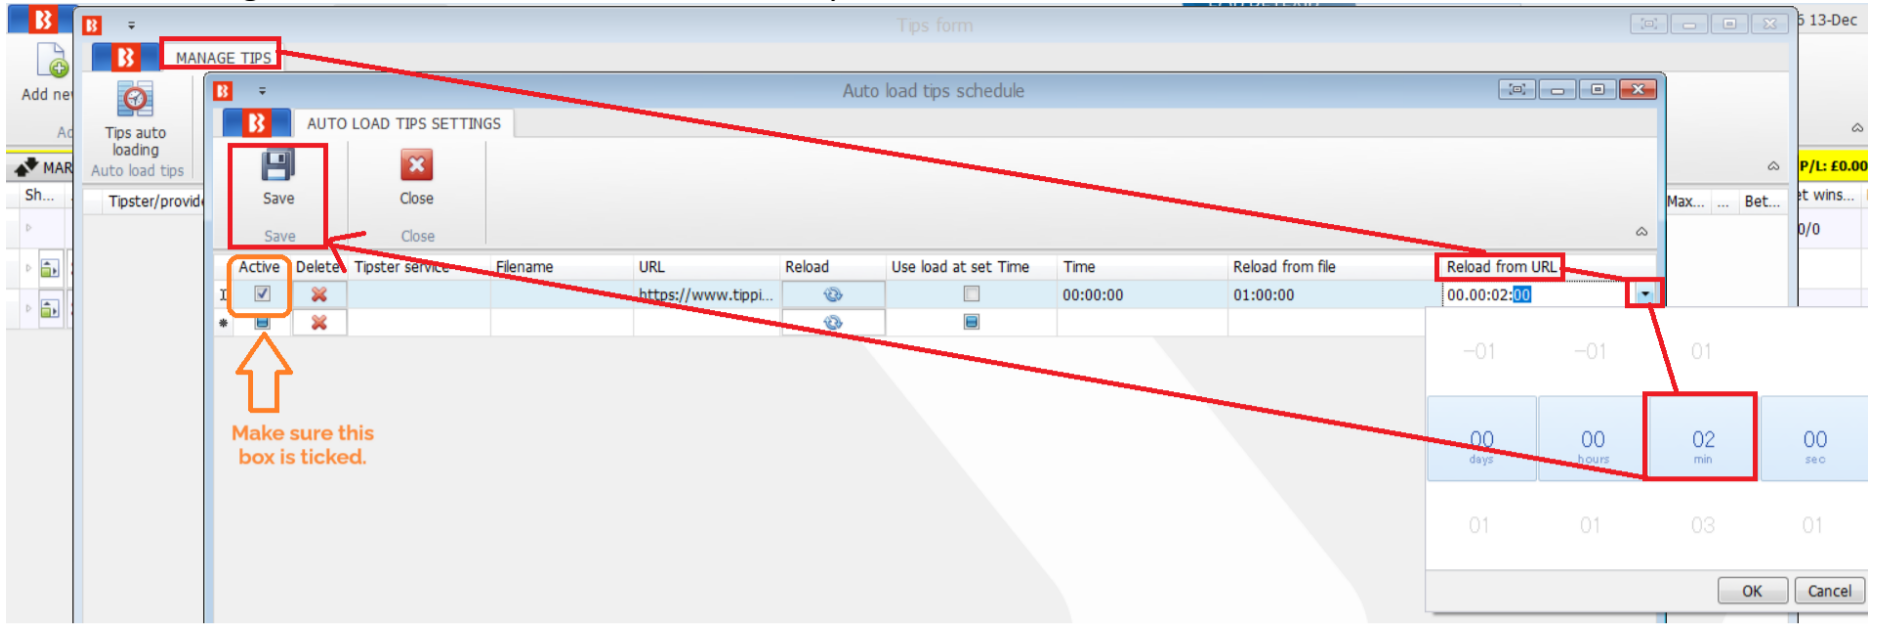 Tips form
5 13-Dec
MANAGE TIPS
Add ne
Auto load tips schedule
Tips auto
loading
Auto load tips
AUTO LOAD TIPS SETTINGS
MAR
P/L: £0.00
Sh...
Tipster/provide
Save
Close
Save
Close
Max... ... Bet...
et wins...
0/0
Active Delete Tipster service Filename URL Reload Use load at set Time Time Reload from file Reload from URL
https://www.tippi... 00:00:00 01:00:00 00.00:02:00
-01 -01 01
00 00 02 00
days hours min sec
01 01 03 01
Make sure this
box is ticked.
OK Cancel